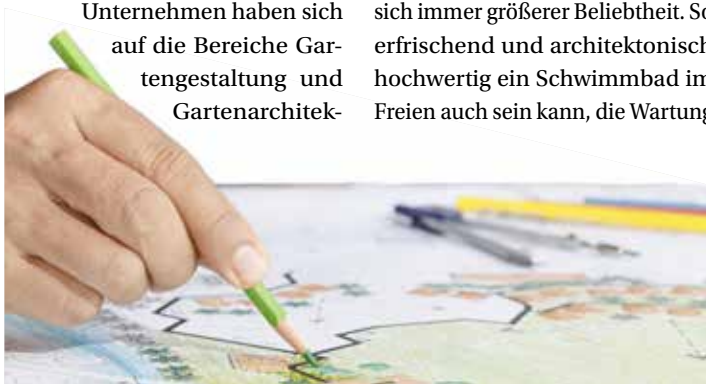 Unternehmen haben sich
auf die Bereiche Gar-
tengestaltung und
Gartenarchitek-
sich immer größerer Beliebtheit. So
erfrischend und architektonisch
hochwertig ein Schwimmbad im
Freien auch sein kann, die Wartung